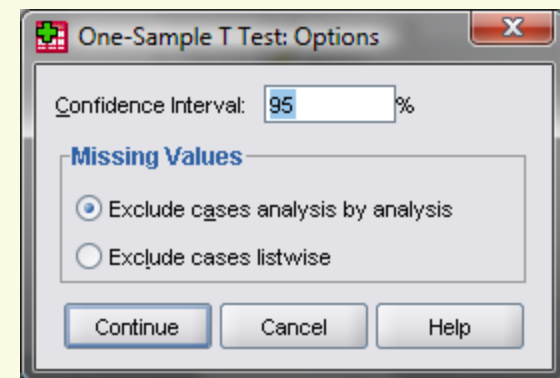 One-Sample T Test: Options
Confidence Interval: 95 %
Missing Values
Exclude cases analysis by analysis
Exclude cases listwise
Continue Cancel Help